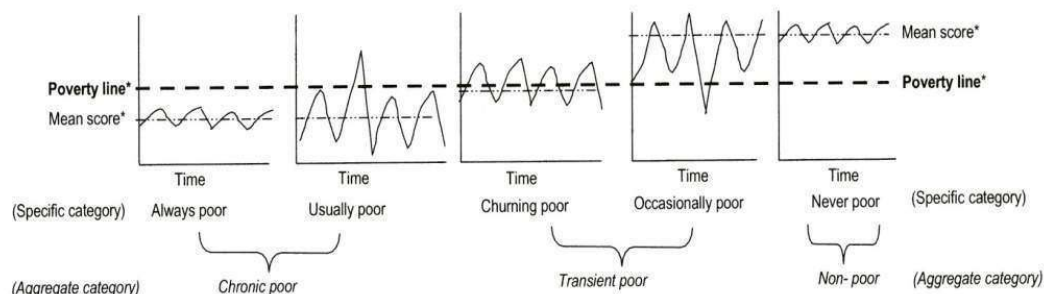 Mean score*
Poverty line*
Poverty line*
Mean score*
Time Time Time Time Time
(Specific category) Always poor Usually poor Churning poor Occasionally poor Never poor (Specific category)
(Aggregate category) Chronic poor Transient poor Non- poor (Aggregate category)